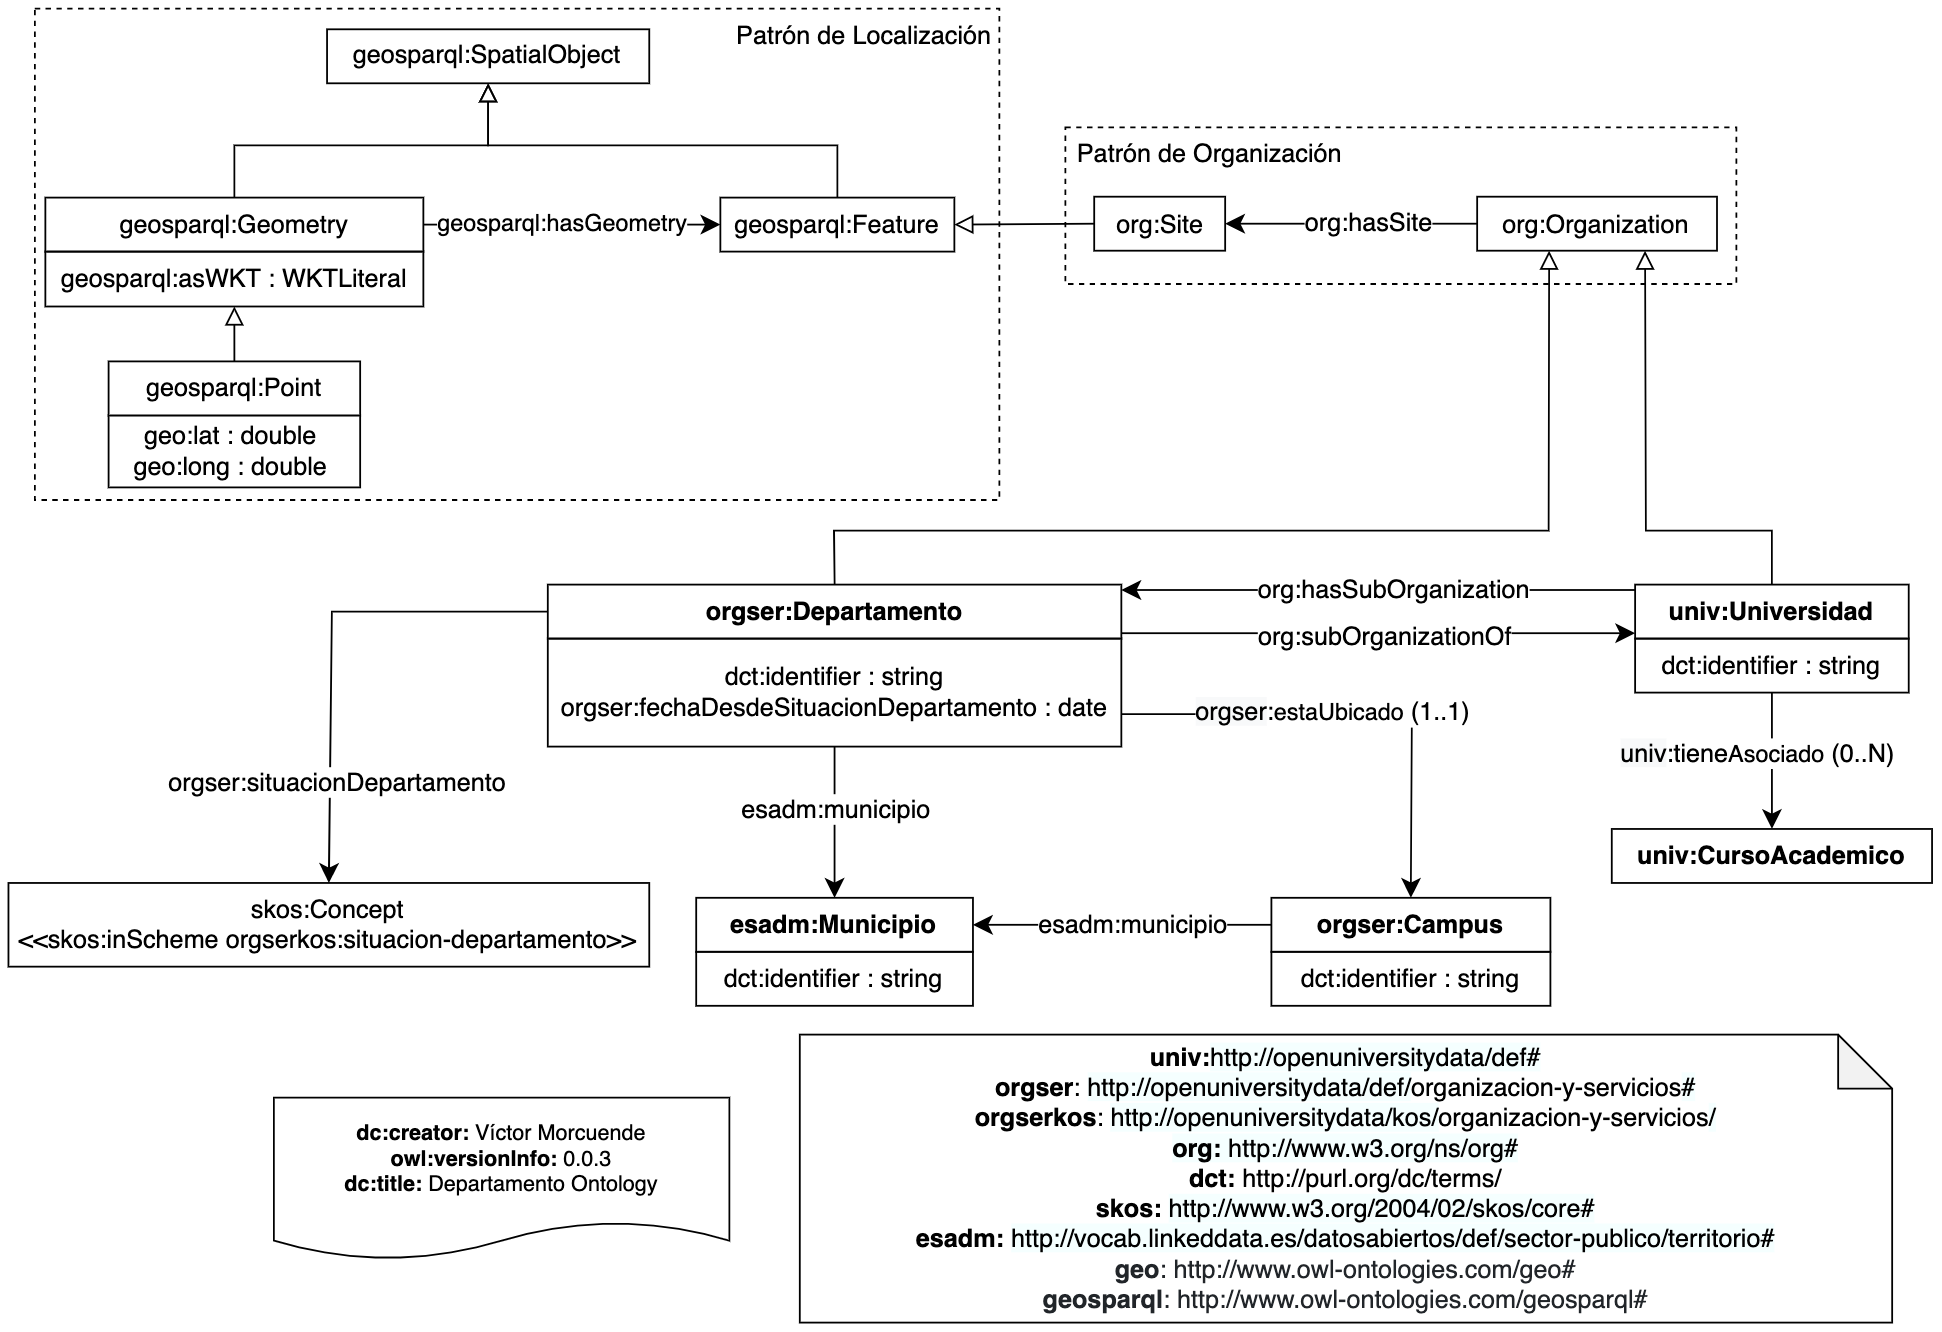 Patrón de Localización
geosparql:SpatialObject
Patrón de Organización
geosparql:Geometry
geosparql:asWKT : WKTLiteral
geosparql:hasGeometry
geosparql:Feature
org:Site
org:hasSite
org:Organization
geosparql:Point
geo:lat : double
geo:long : double
orgser:Departamento
dct:identifier : string
orgser:fechaDesdeSituacionDepartamento : date
org:hasSubOrganization
org:subOrganizationOf
univ:Universidad
dct:identifier : string
orgser:estaUbicado (1..1)
univ:tieneAsociado (0..N)
orgser:situacionDepartamento
esadm:municipio
univ:CursoAcademico
skos:Concept
<<skos:inScheme orgserkos:situacion-departamento>>
esadm:Municipio
dct:identifier : string
esadm:municipio
orgser:Campus
dct:identifier : string
dc:creator: Víctor Morcuende
owl:versionInfo: 0.0.3
dc:title: Departamento Ontology
univ:http://openuniversitydata/def#
orgser: http://openuniversitydata/def/organizacion-y-servicios#
orgserkos: http://openuniversitydata/kos/organizacion-y-servicios/
org: http://www.w3.org/ns/org#
dct: http://purl.org/dc/terms/
skos: http://www.w3.org/2004/02/skos/core#
esadm: http://vocab.linkeddata.es/datosabiertos/def/sector-publico/territorio#
geo: http://www.owl-ontologies.com/geo#
geosparql: http://www.owl-ontologies.com/geosparql#